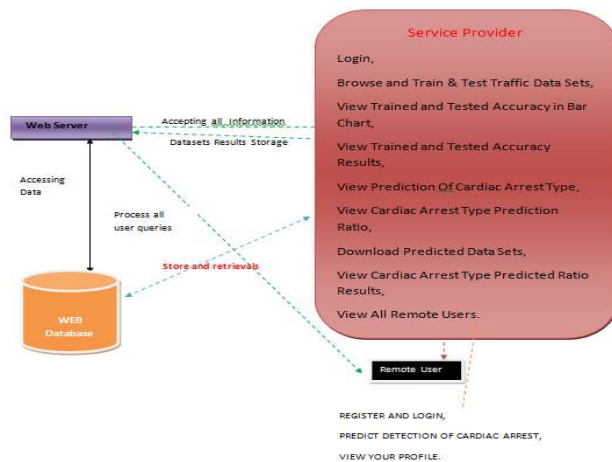 Service Provider
Login,
Browse and Train & Test Traffic Data Sets,
View Trained and Tested Accuracy in Bar
Chart,
View Trained and Tested Accuracy
Results,
View Prediction Of Cardiac Arrest Type,
View Cardiac Arrest Type Prediction
Ratio,
Download Predicted Data Sets,
View Cardiac Arrest Type Predicted Ratio
Results,
View All Remote Users.
Web Server
Accepting all Information
Datasets Results Storage
Accessing
Data
Process all
user queries
Store and retrievals
WEB
Database
Remote User
REGISTER AND LOGIN,
PREDICT DETECTION OF CARDIAC ARREST,
VIEW YOUR PROFILE.